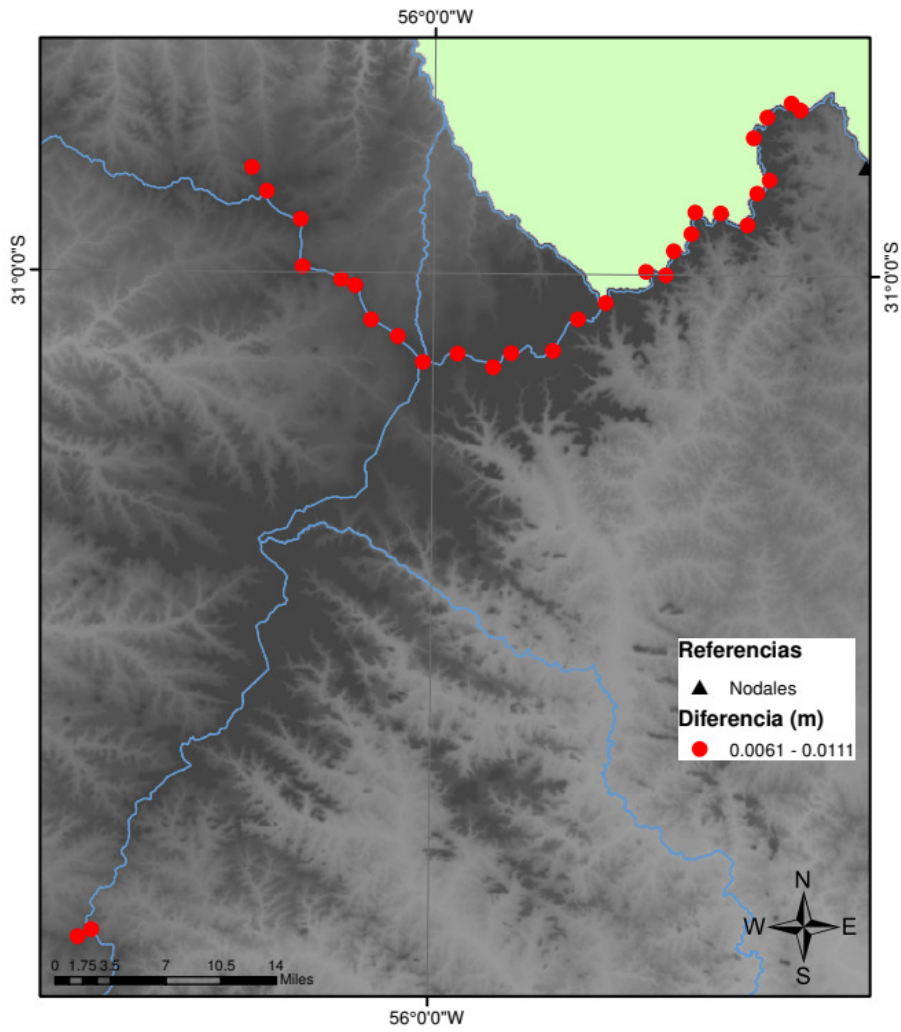 56°0'0"W
31°0'0"S
31°0'0"S
Referencias
Nodales
Diferencia (m)
0.0061 - 0.0111
N
W E
S
0 1.75 3.5 7 10.5 14
Miles
56°0'0"W